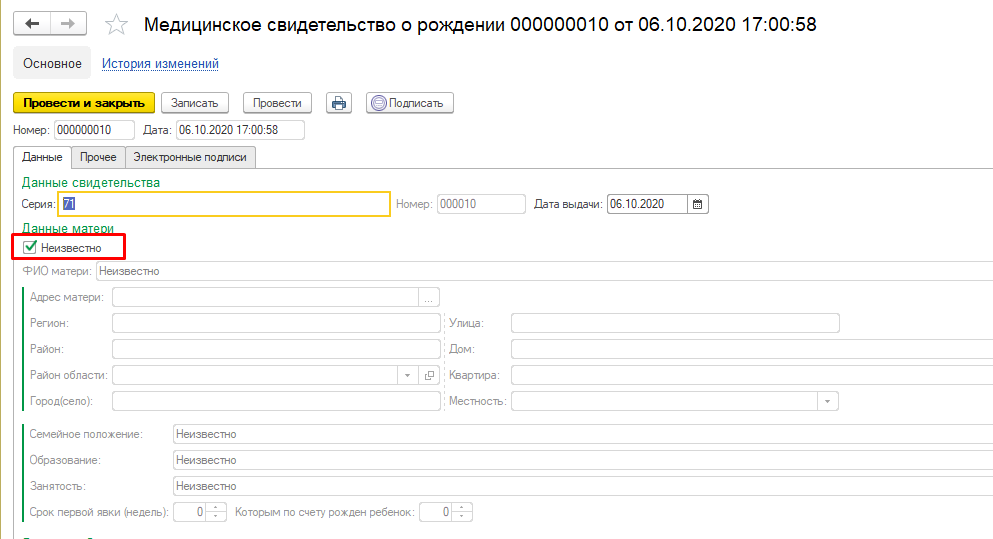 Медицинское свидетельство о рождении 000000010 от 06.10.2020 17:00:58
Основное История изменений
Провести и закрыть Записать Провести Подписать
Номер: 000000010 Дата: 06.10.2020 17:00:58
Данные Прочее Электронные подписи
Данные свидетельства
Серия: 71 Номер: 000010 Дата выдачи: 06.10.2020
Данные матери
Неизвестно
ФИО матери: Неизвестно
Адрес матери: ...
Регион: Улица:
Район: Дом:
Район области: Квартира:
Город(село): Местность:
Семейное положение: Неизвестно
Образование: Неизвестно
Занятость: Неизвестно
Срок первой явки (недель): 0 Которым по счету рожден ребенок: 0